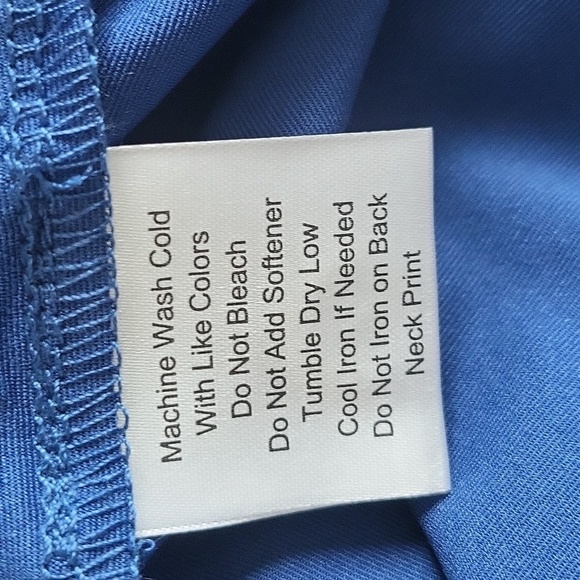 Machine Wash Cold
With Like Colors
Do Not Bleach
Do Not Add Softener
Tumble Dry Low
Cool Iron If Needed
Do Not Iron on Back
Neck Print